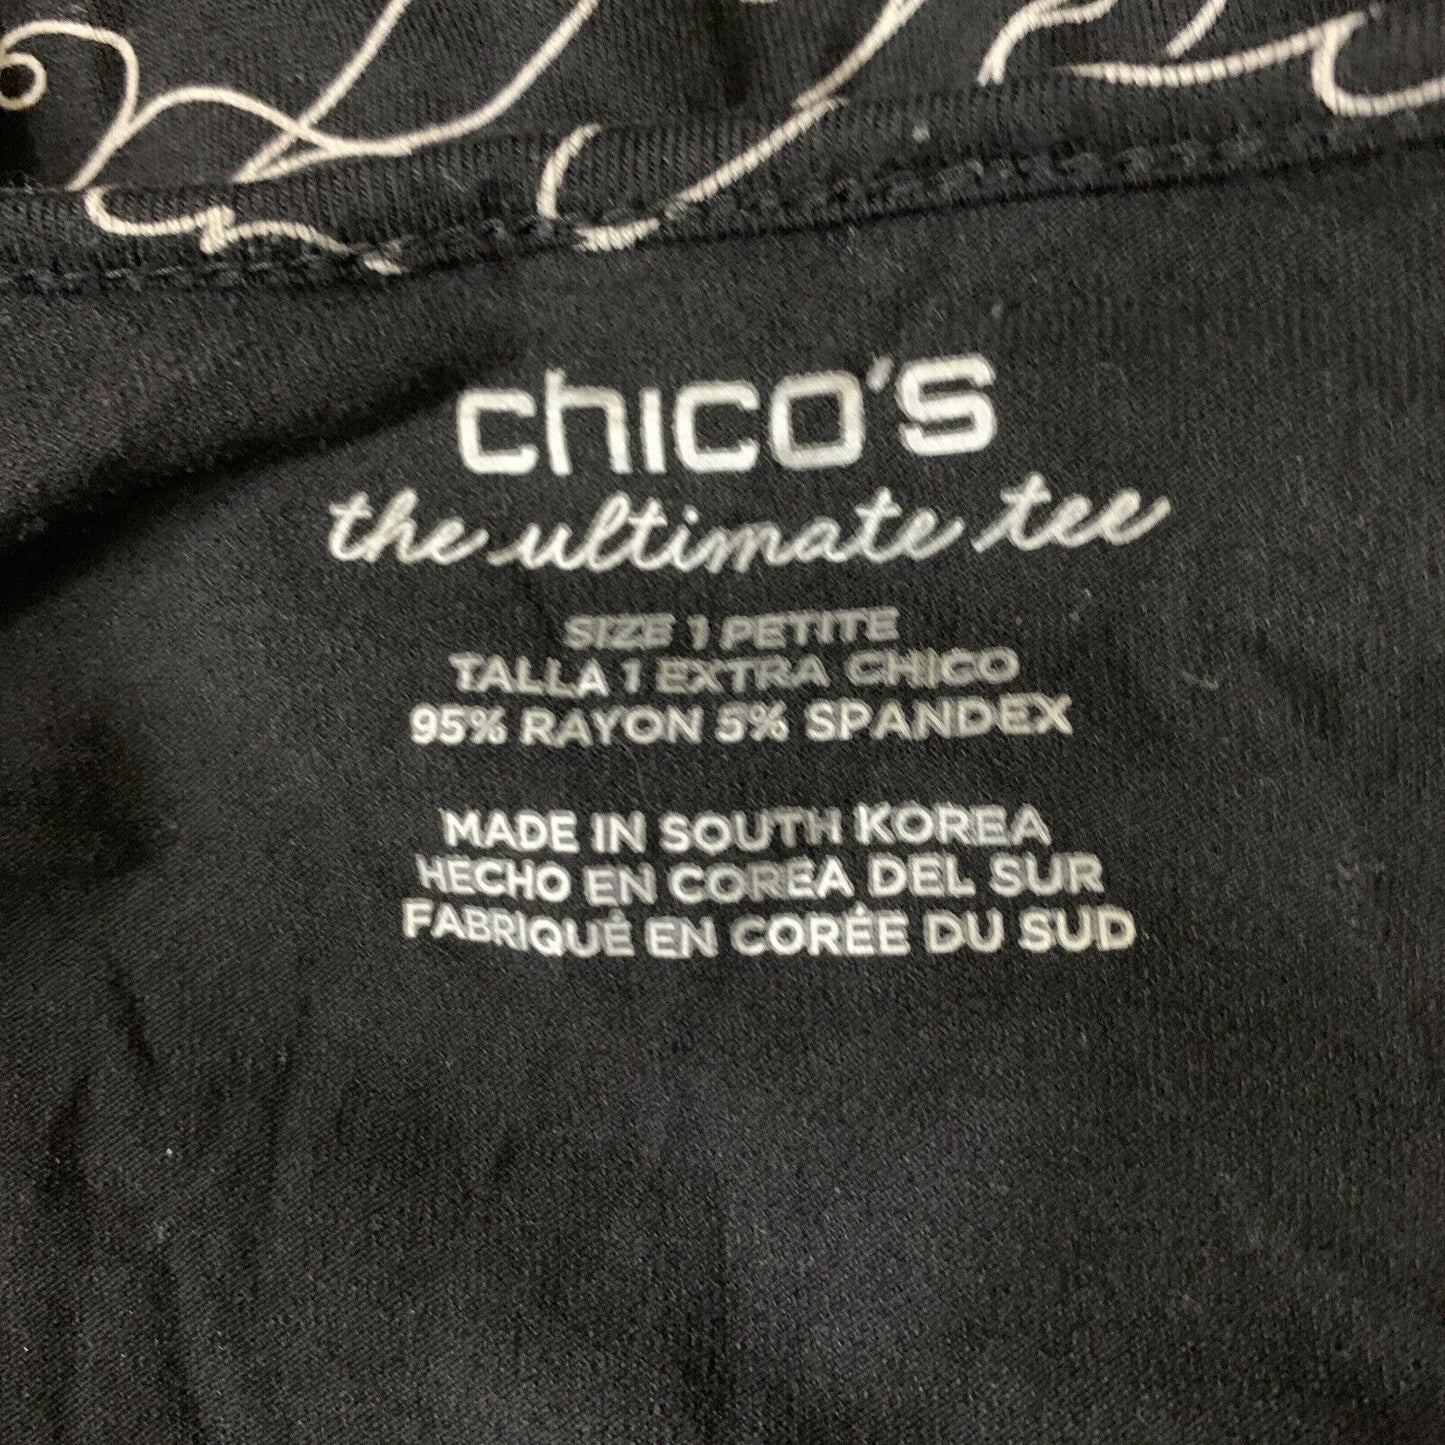 chico's
the ultimate tee
SIZE 1 PETITE
TALLA 1 EXTRA CHICO
95% RAYON 5% SPANDEX
MADE IN SOUTH KOREA
HECHO EN COREA DEL SUR
FABRIQUÉ EN CORÉE DU SUD